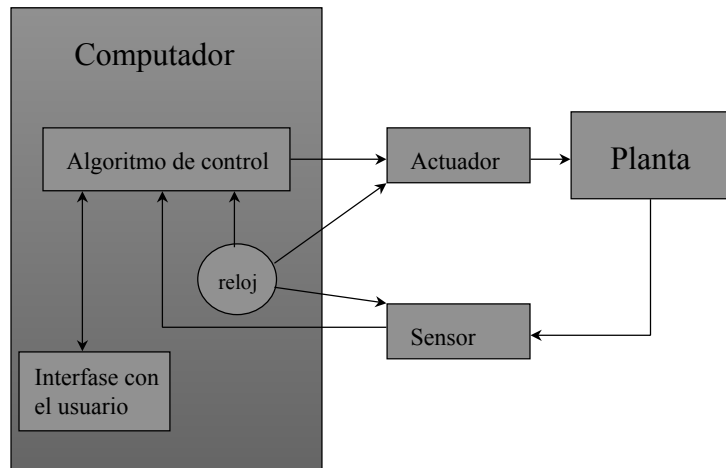 Computador
Algoritmo de control
Actuador
Planta
reloj
Sensor
Interfase con
el usuario